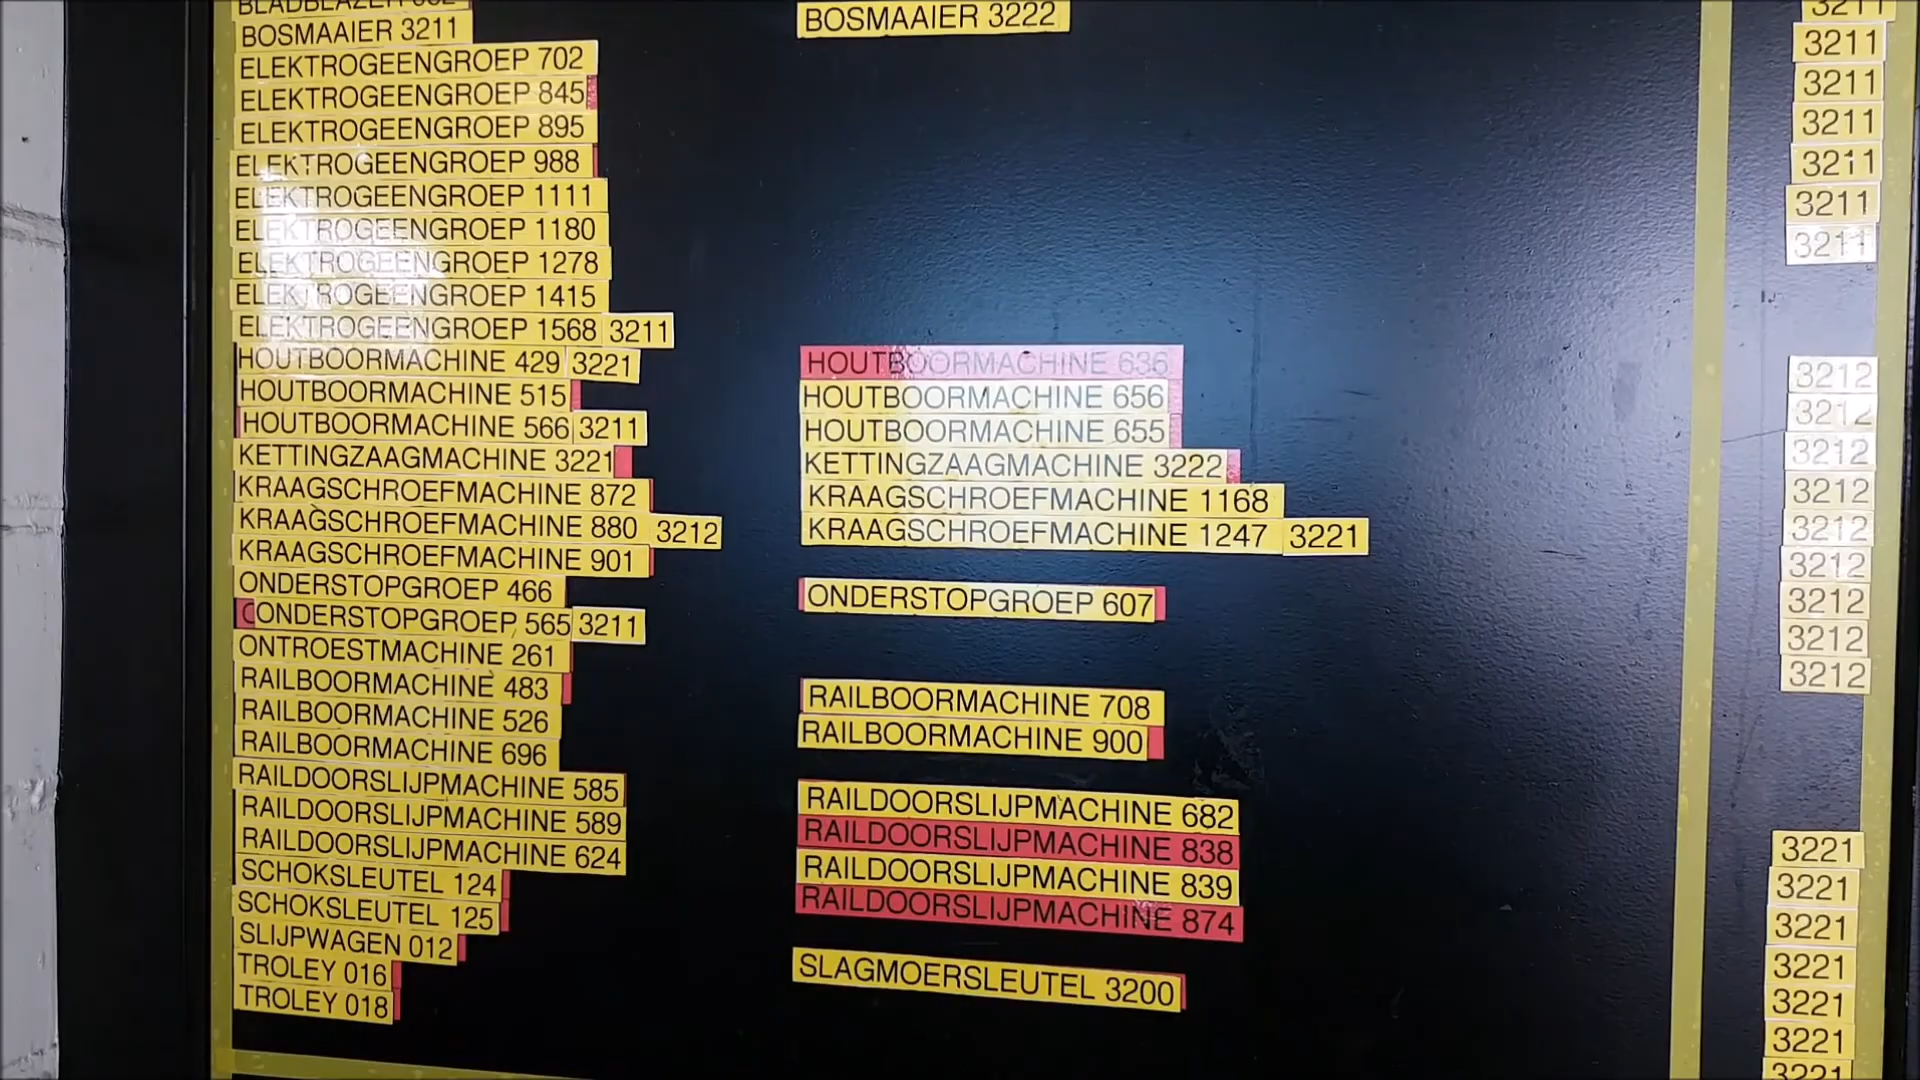 BLADBLAZER
BOSMAAIER 3211
ELEKTROGEENGROEP 702
ELEKTROGEENGROEP 845
ELEKTROGEENGROEP 895
ELEKTROGEENGROEP 988
ELEKTROGEENGROEP 1111
ELEKTROGEENGROEP 1180
ELEKTROGEENGROEP 1278
ELEKTROGEENGROEP 1415
ELEKTROGEENGROEP 1568 3211
HOUTBOORMACHINE 429 3221
HOUTBOORMACHINE 515
HOUTBOORMACHINE 566 3211
KETTINGZAAGMACHINE 3221
KRAAGSCHROEFMACHINE 872
KRAAGSCHROEFMACHINE 880 3212
KRAAGSCHROEFMACHINE 901
ONDERSTOPGROEP 466
ONDERSTOPGROEP 565 3211
ONTROESTMACHINE 261
RAILBOORMACHINE 483
RAILBOORMACHINE 526
RAILBOORMACHINE 696
RAILDOORSLIJPMACHINE 585
RAILDOORSLIJPMACHINE 589
RAILDOORSLIJPMACHINE 624
SCHOKSLEUTEL 124
SCHOKSLEUTEL 125
SLIJPWAGEN 012
TROLEY 016
TROLEY 018
BOSMAAIER 3222
HOUTBOORMACHINE 636
HOUTBOORMACHINE 656
HOUTBOORMACHINE 655
KETTINGZAAGMACHINE 3222
KRAAGSCHROEFMACHINE 1168
KRAAGSCHROEFMACHINE 1247 3221
ONDERSTOPGROEP 607
RAILBOORMACHINE 708
RAILBOORMACHINE 900
RAILDOORSLIJPMACHINE 682
RAILDOORSLIJPMACHINE 838
RAILDOORSLIJPMACHINE 839
RAILDOORSLIJPMACHINE 874
SLAGMOERSLEUTEL 3200
3211
3211
3211
3211
3211
3211
3211
3212
3212
3212
3212
3212
3212
3212
3212
3212
3221
3221
3221
3221
3221
3221
3221